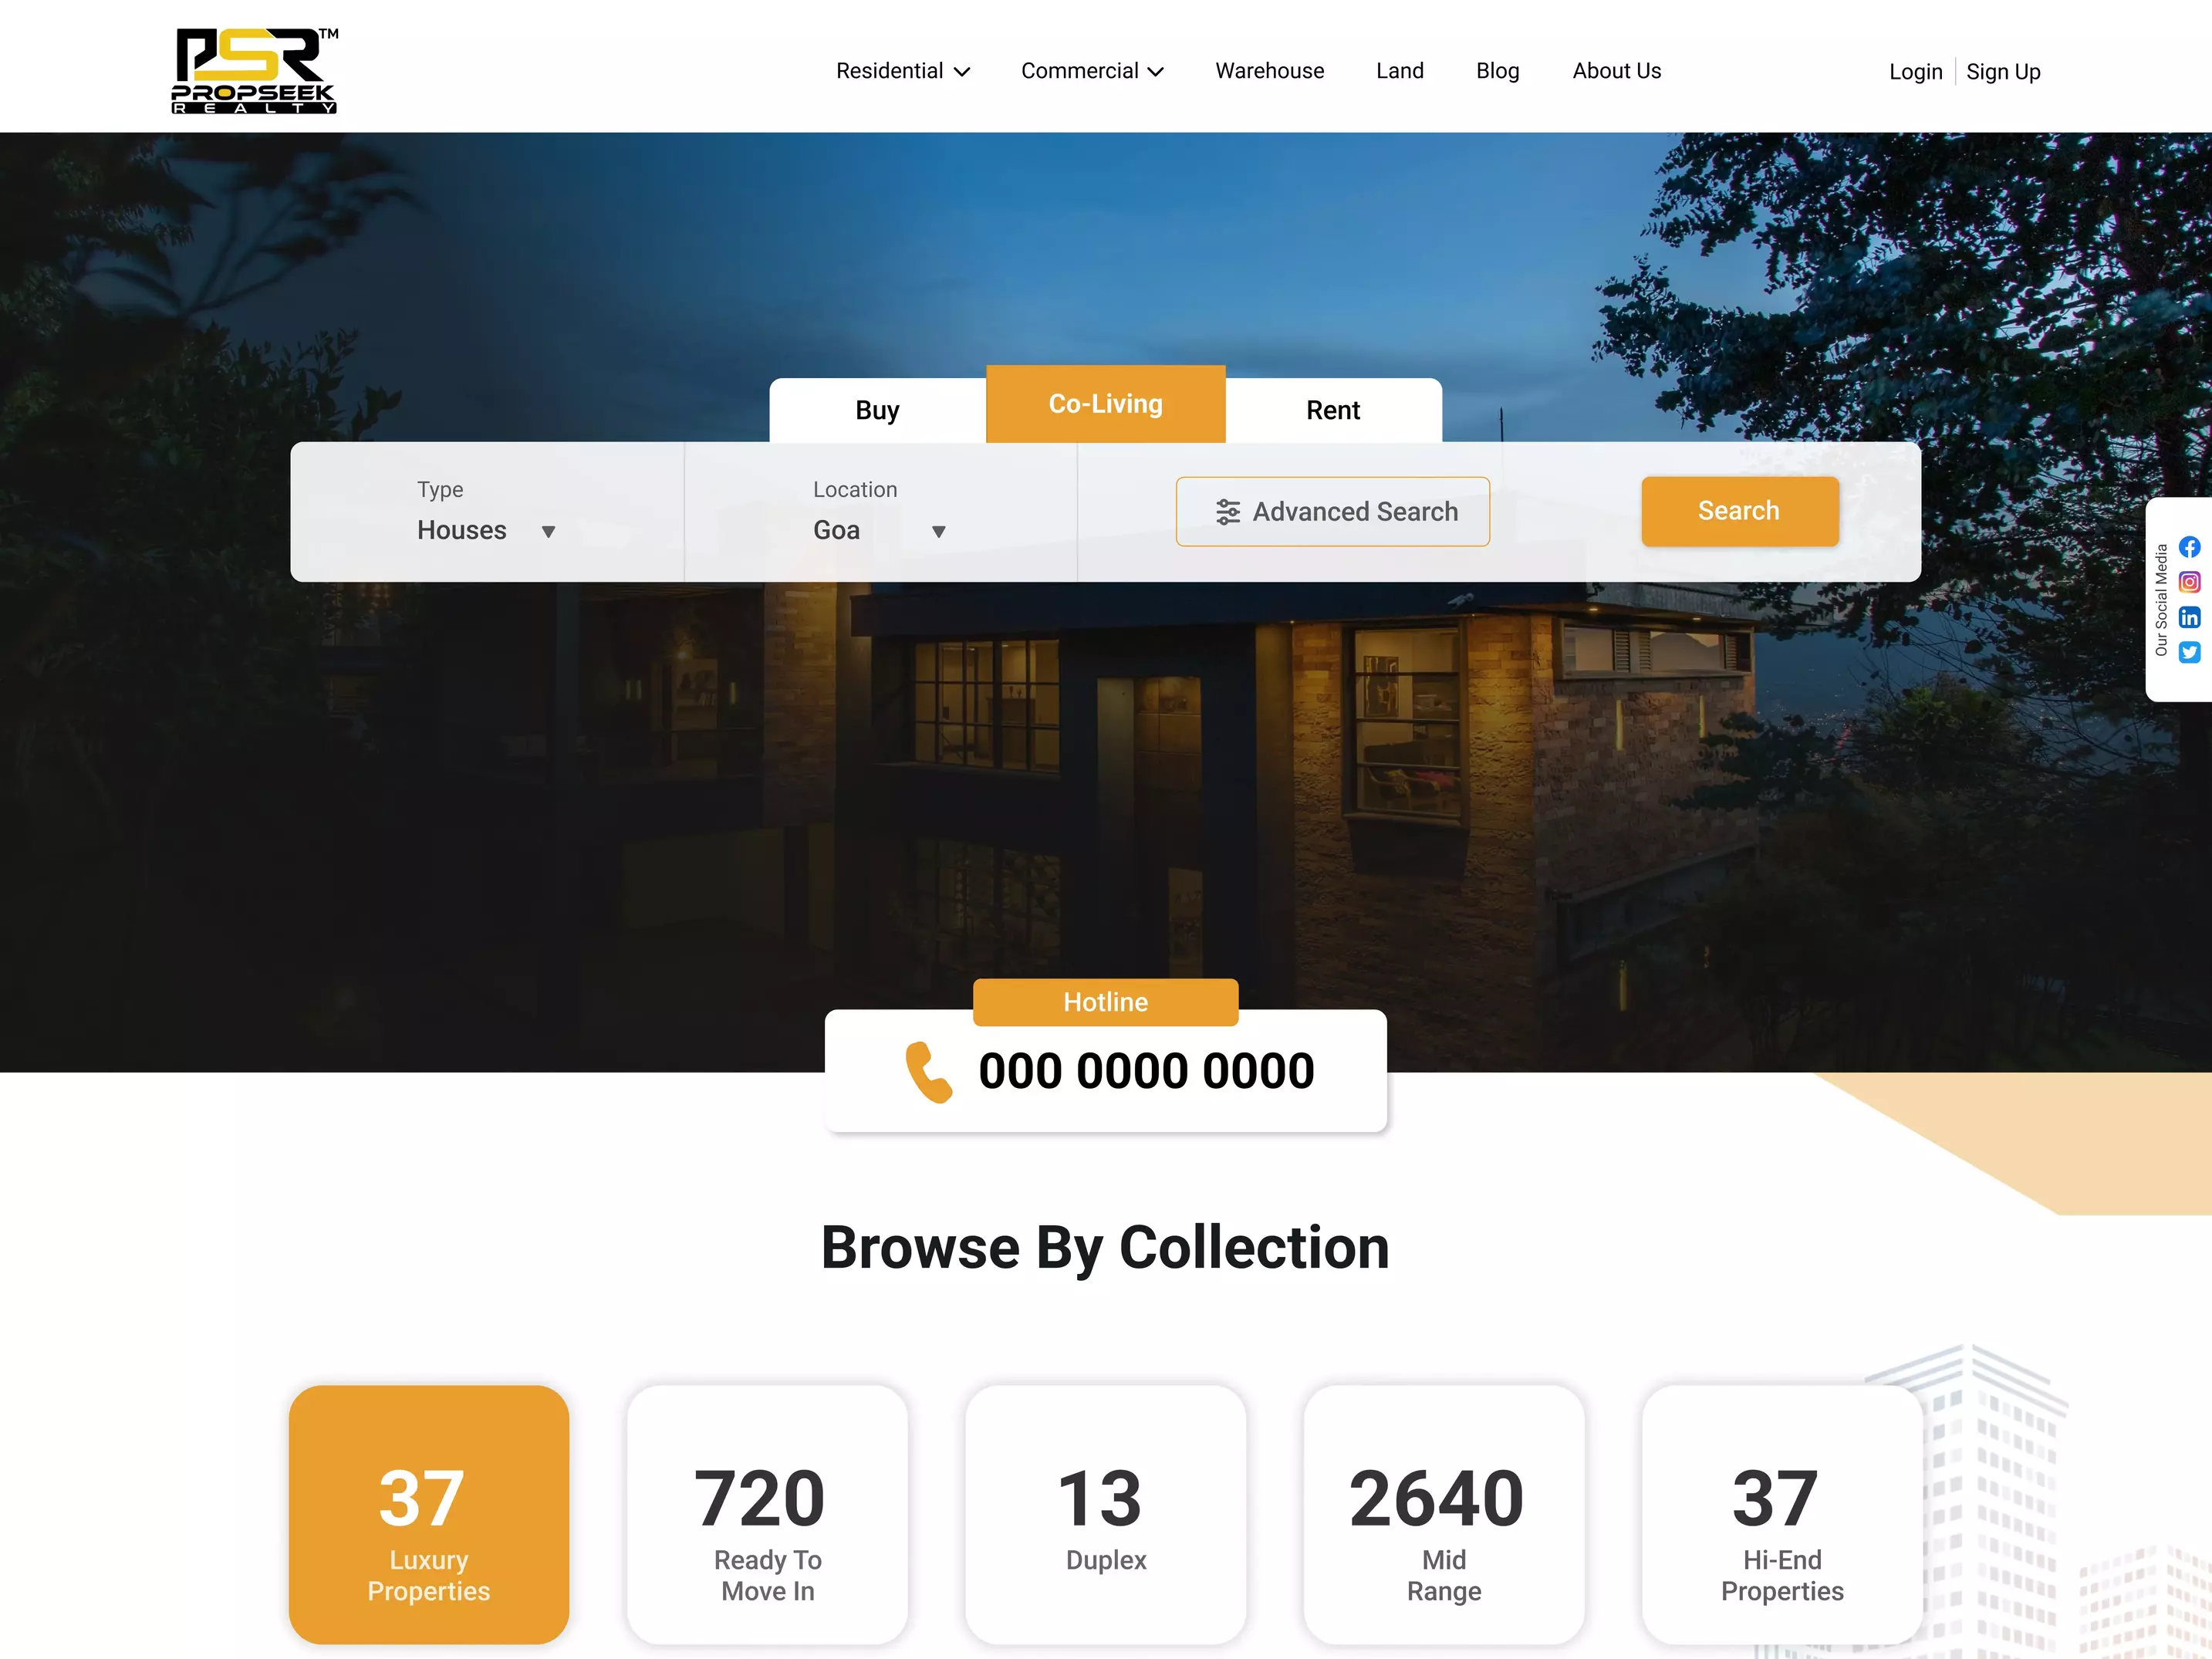 PSR™
PROPSEEK
REALTY
Residential
Commercial
Warehouse
Land
Blog
About Us
Login
Sign Up
Buy
Co-Living
Rent
Type
Houses
Location
Goa
Advanced Search
Search
Our Social Media
Hotline
000 0000 0000
Browse By Collection
37
Luxury
Properties
720
Ready To
Move In
13
Duplex
2640
Mid
Range
37
Hi-End
Properties